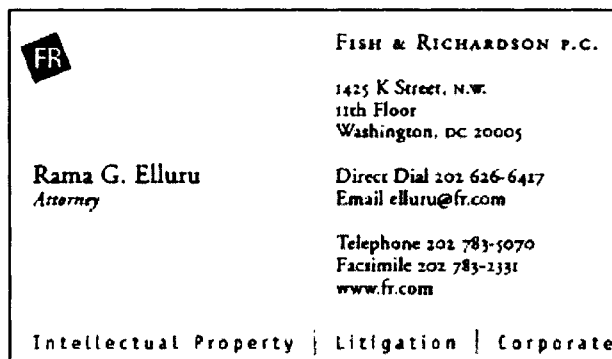 FR
FISH & RICHARDSON P.C.
1425 K Street, N.W.
11th Floor
Washington, DC 20005
Rama G. Elluru
Attorney
Direct Dial 202 626-6417
Email elluru@fr.com
Telephone 202 783-5070
Facsimile 202 783-2331
www.fr.com
Intellectual Property | Litigation | Corporate